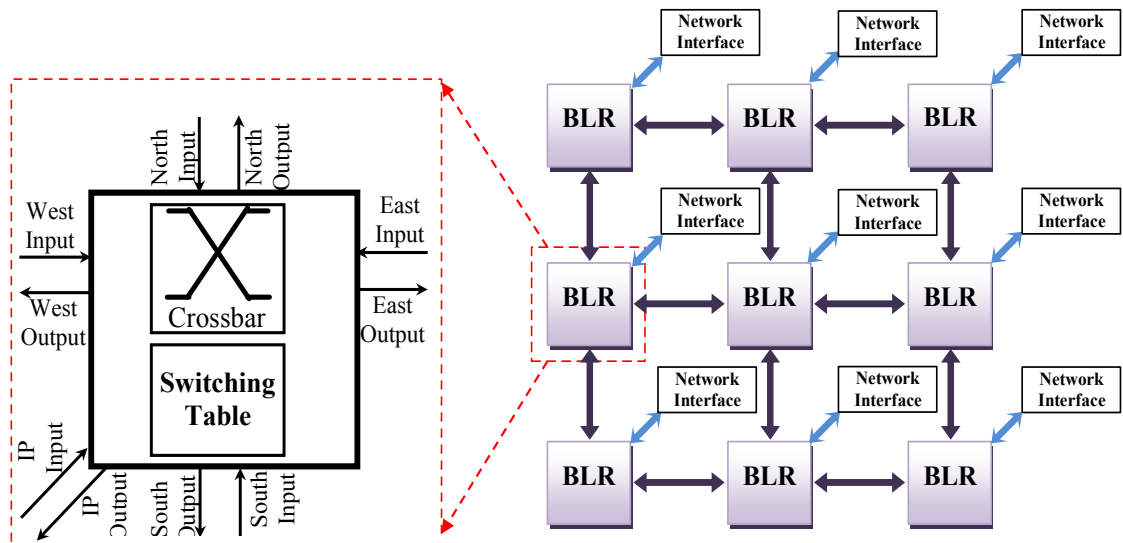 North
Input
North
Output
West
Input
East
Input
West
Output
East
Output
Crossbar
Switching
Table
IP
Input
IP
Output
South
Output
South
Input
Network
Interface
Network
Interface
Network
Interface
BLR
BLR
BLR
Network
Interface
Network
Interface
Network
Interface
BLR
BLR
BLR
Network
Interface
Network
Interface
Network
Interface
BLR
BLR
BLR